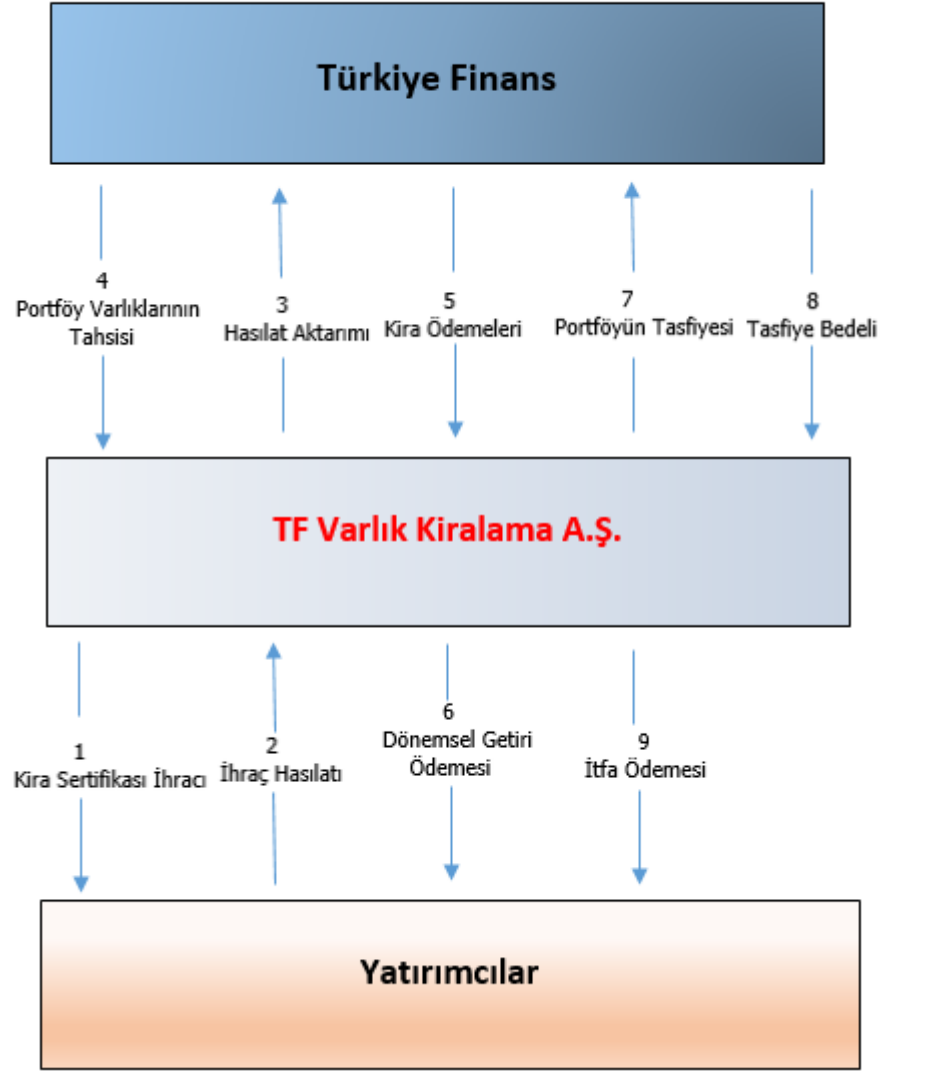 Türkiye Finans
4
Portföy Varlıklarının
Tahsisi
3
Hasılat Aktarımı
5
Kira Ödemeleri
7
Portföyün Tasfiyesi
8
Tasfiye Bedeli
TF Varlık Kiralama A.Ş.
1
Kira Sertifikası İhracı
2
İhraç Hasılatı
6
Dönemsel Getiri
Ödemesi
9
İtfa Ödemesi
Yatırımcılar